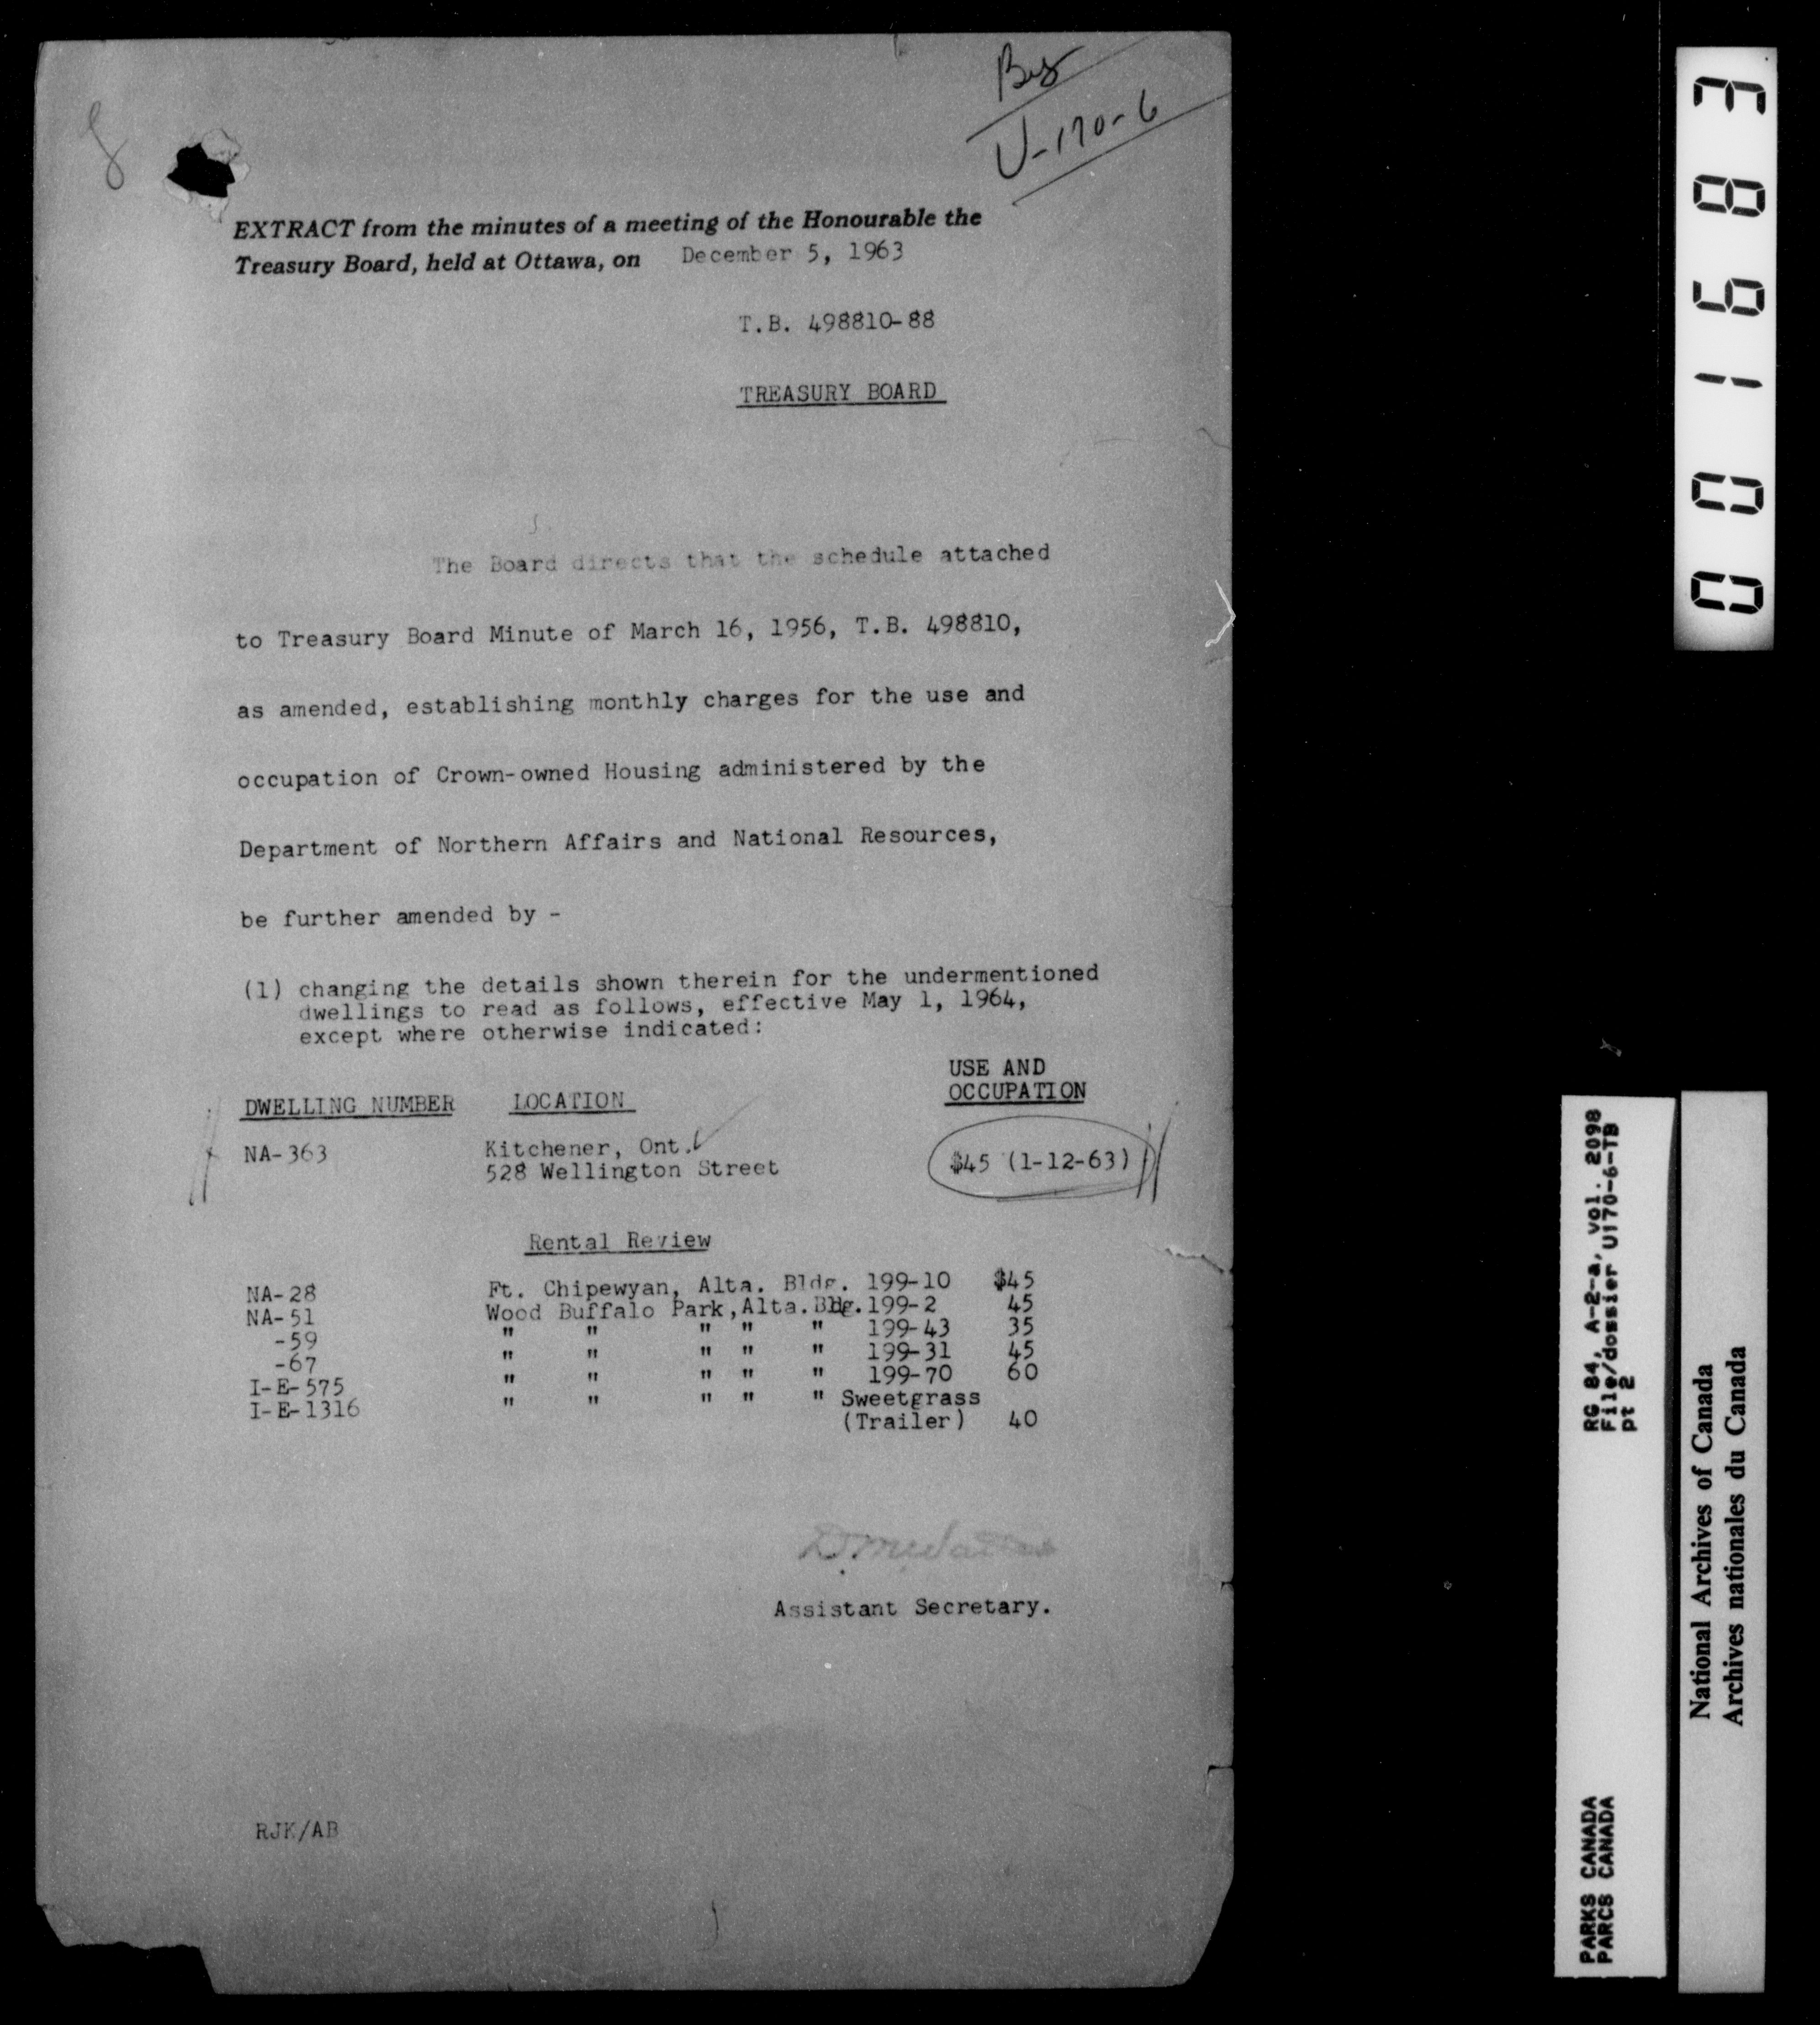 U-170-6
EXTRACT from the minutes of a meeting of the Honourable the
Treasury Board, held at Ottawa, on December 5, 1963
T.B. 498810-88
TREASURY BOARD
The Board directs that the schedule attached
to Treasury Board Minute of March 16, 1956, T.B. 498810,
as amended, establishing monthly charges for the use and
occupation of Crown-owned Housing administered by the
Department of Northern Affairs and National Resources,
be further amended by -
(1) changing the details shown therein for the undermentioned
dwellings to read as follows, effective May 1, 1964,
except where otherwise indicated:
USE AND
DWELLING NUMBER LOCATION OCCUPATION
NA-363 Kitchener, Ont. $45 (1-12-63)
528 Wellington Street
Rental Review
NA-28 Ft. Chipewyan, Alta. Bldg. 199-10 $45
NA-51 Wood Buffalo Park, Alta. Bldg. 199-2 45
-59 " " " " " 199-43 35
-67 " " " " " 199-31 45
I-E-575 " " " " " 199-70 60
I-E-1316 " " " " " Sweetgrass
(Trailer) 40
Assistant Secretary.
RJK/AB
001683
RG 84, A-2-a, vol. 2098
File/dossier U170-6-TB
pt 2
PARKS CANADA
PARCS CANADA
National Archives of Canada
Archives nationales du Canada